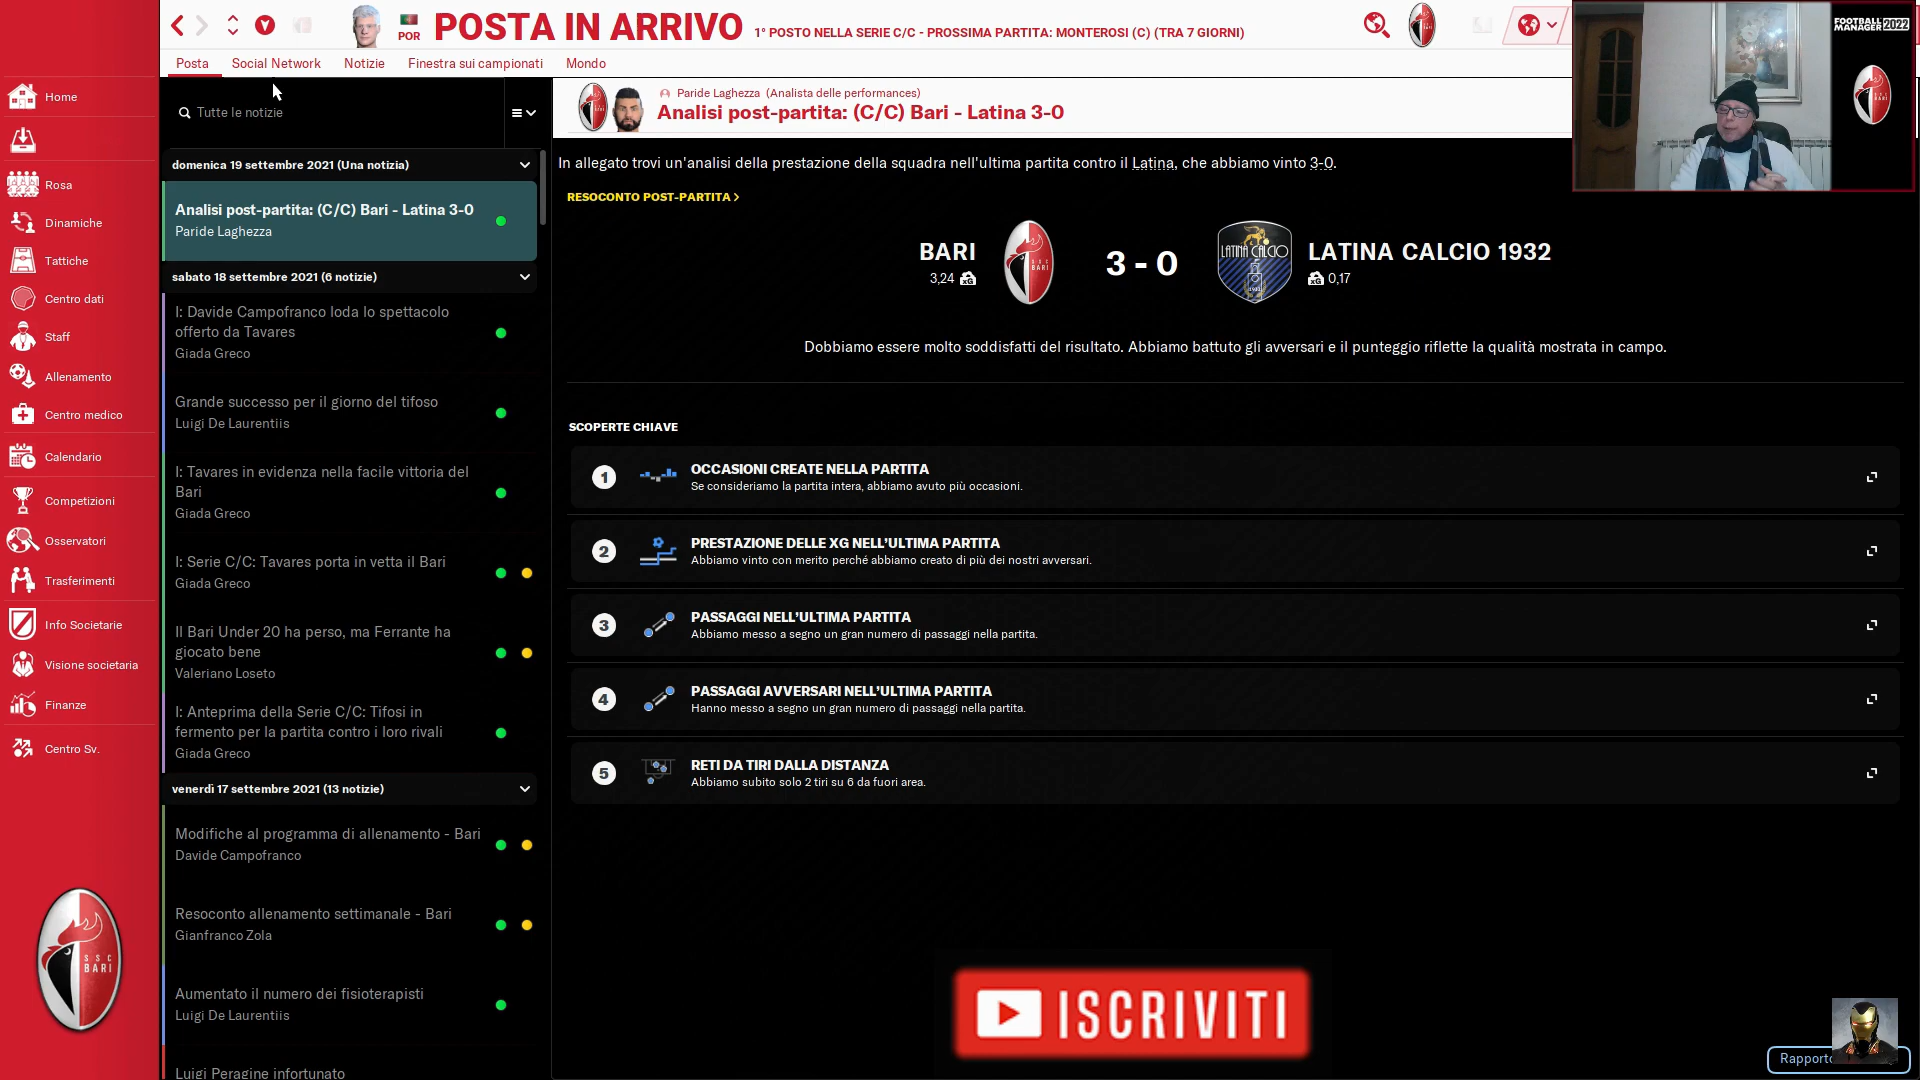 POR
POSTA IN ARRIVO
1° POSTO NELLA SERIE C/C - PROSSIMA PARTITA: MONTEROSI (C) (TRA 7 GIORNI)
FOOTBALL
MANAGER 2022
Posta
Social Network
Notizie
Finestra sui campionati
Mondo
Home
Rosa
Dinamiche
Tattiche
Centro dati
Staff
Allenamento
Centro medico
Calendario
Competizioni
Osservatori
Trasferimenti
Info Societarie
Visione societaria
Finanze
Centro Sv.
SSC
BARI
Tutte le notizie
domenica 19 settembre 2021 (Una notizia)
Analisi post-partita: (C/C) Bari - Latina 3-0
Paride Laghezza
sabato 18 settembre 2021 (6 notizie)
I: Davide Campofranco loda lo spettacolo
offerto da Tavares
Giada Greco
Grande successo per il giorno del tifoso
Luigi De Laurentiis
I: Tavares in evidenza nella facile vittoria del
Bari
Giada Greco
I: Serie C/C: Tavares porta in vetta il Bari
Giada Greco
Il Bari Under 20 ha perso, ma Ferrante ha
giocato bene
Valeriano Loseto
I: Anteprima della Serie C/C: Tifosi in
fermento per la partita contro i loro rivali
Giada Greco
venerdì 17 settembre 2021 (13 notizie)
Modifiche al programma di allenamento - Bari
Davide Campofranco
Resoconto allenamento settimanale - Bari
Gianfranco Zola
Aumentato il numero dei fisioterapisti
Luigi De Laurentiis
Luigi Peragine infortunato
Paride Laghezza (Analista delle performances)
Analisi post-partita: (C/C) Bari - Latina 3-0
In allegato trovi un'analisi della prestazione della squadra nell'ultima partita contro il Latina, che abbiamo vinto 3-0.
RESOCONTO POST-PARTITA >
BARI
3,24 xG
SSC
BARI
3 - 0
LATINA CALCIO
LATINA CALCIO 1932
xG 0,17
Dobbiamo essere molto soddisfatti del risultato. Abbiamo battuto gli avversari e il punteggio riflette la qualità mostrata in campo.
SCOPERTE CHIAVE
1
OCCASIONI CREATE NELLA PARTITA
Se consideriamo la partita intera, abbiamo avuto più occasioni.
2
PRESTAZIONE DELLE XG NELL'ULTIMA PARTITA
Abbiamo vinto con merito perché abbiamo creato di più dei nostri avversari.
3
PASSAGGI NELL'ULTIMA PARTITA
Abbiamo messo a segno un gran numero di passaggi nella partita.
4
PASSAGGI AVVERSARI NELL'ULTIMA PARTITA
Hanno messo a segno un gran numero di passaggi nella partita.
5
RETI DA TIRI DALLA DISTANZA
Abbiamo subito solo 2 tiri su 6 da fuori area.
ISCRIVITI
Rapporto